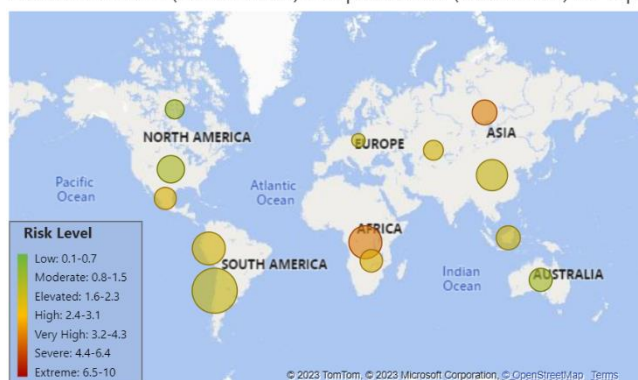 NORTH AMERICA
EUROPE
ASIA
Pacific
Ocean
Atlantic
Ocean
AFRICA
Risk Level
Low: 0.1-0.7
Moderate: 0.8-1.5
Elevated: 1.6-2.3
High: 2.4-3.1
Very High: 3.2-4.3
Severe: 4.4-6.4
Extreme: 6.5-10
SOUTH AMERICA
Indian
Ocean
AUSTRALIA
© 2023 TomTom, © 2023 Microsoft Corporation, © OpenStreetMap Terms